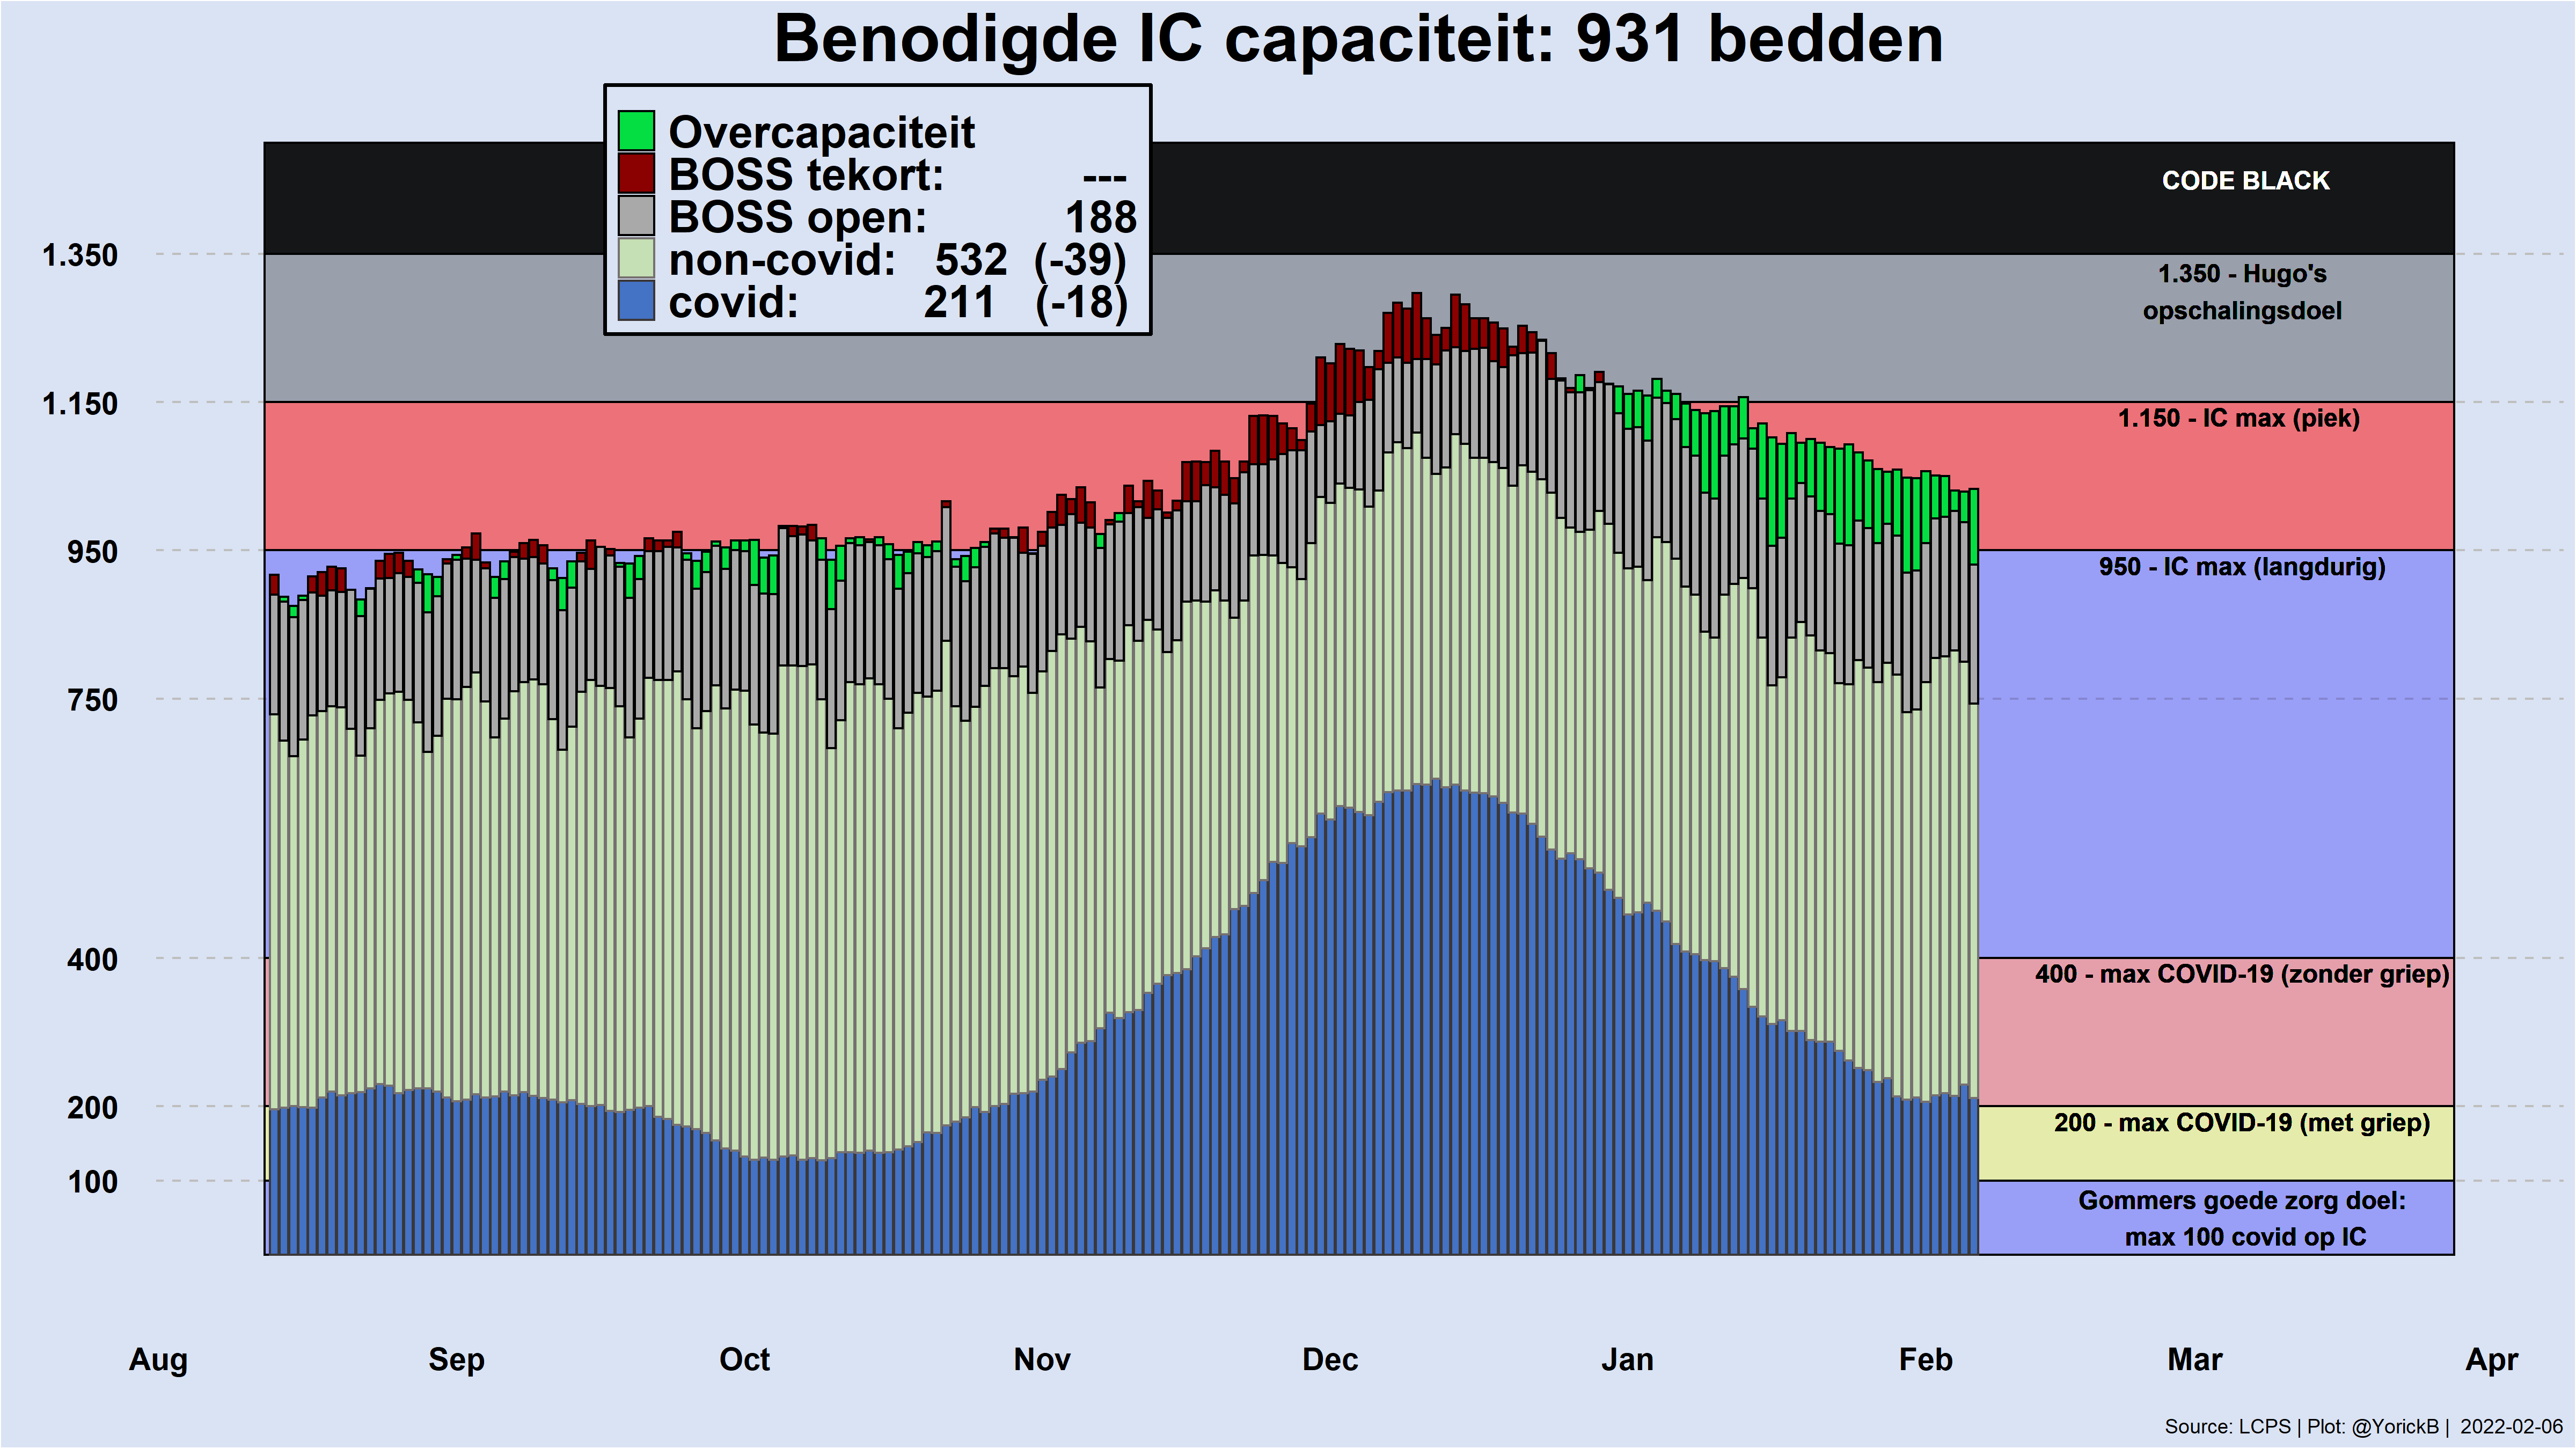 Benodigde IC capaciteit: 931 bedden
Overcapaciteit
BOSS tekort: ---
BOSS open: 188
non-covid: 532 (-39)
covid: 211 (-18)
CODE BLACK
1.350
1.350 - Hugo's
opschalingsdoel
1.150
1.150 - IC max (piek)
950
950 - IC max (langdurig)
750
400
400 - max COVID-19 (zonder griep)
200
200 - max COVID-19 (met griep)
100
Gommers goede zorg doel:
max 100 covid op IC
Aug Sep Oct Nov Dec Jan Feb Mar Apr
Source: LCPS | Plot: @YorickB | 2022-02-06